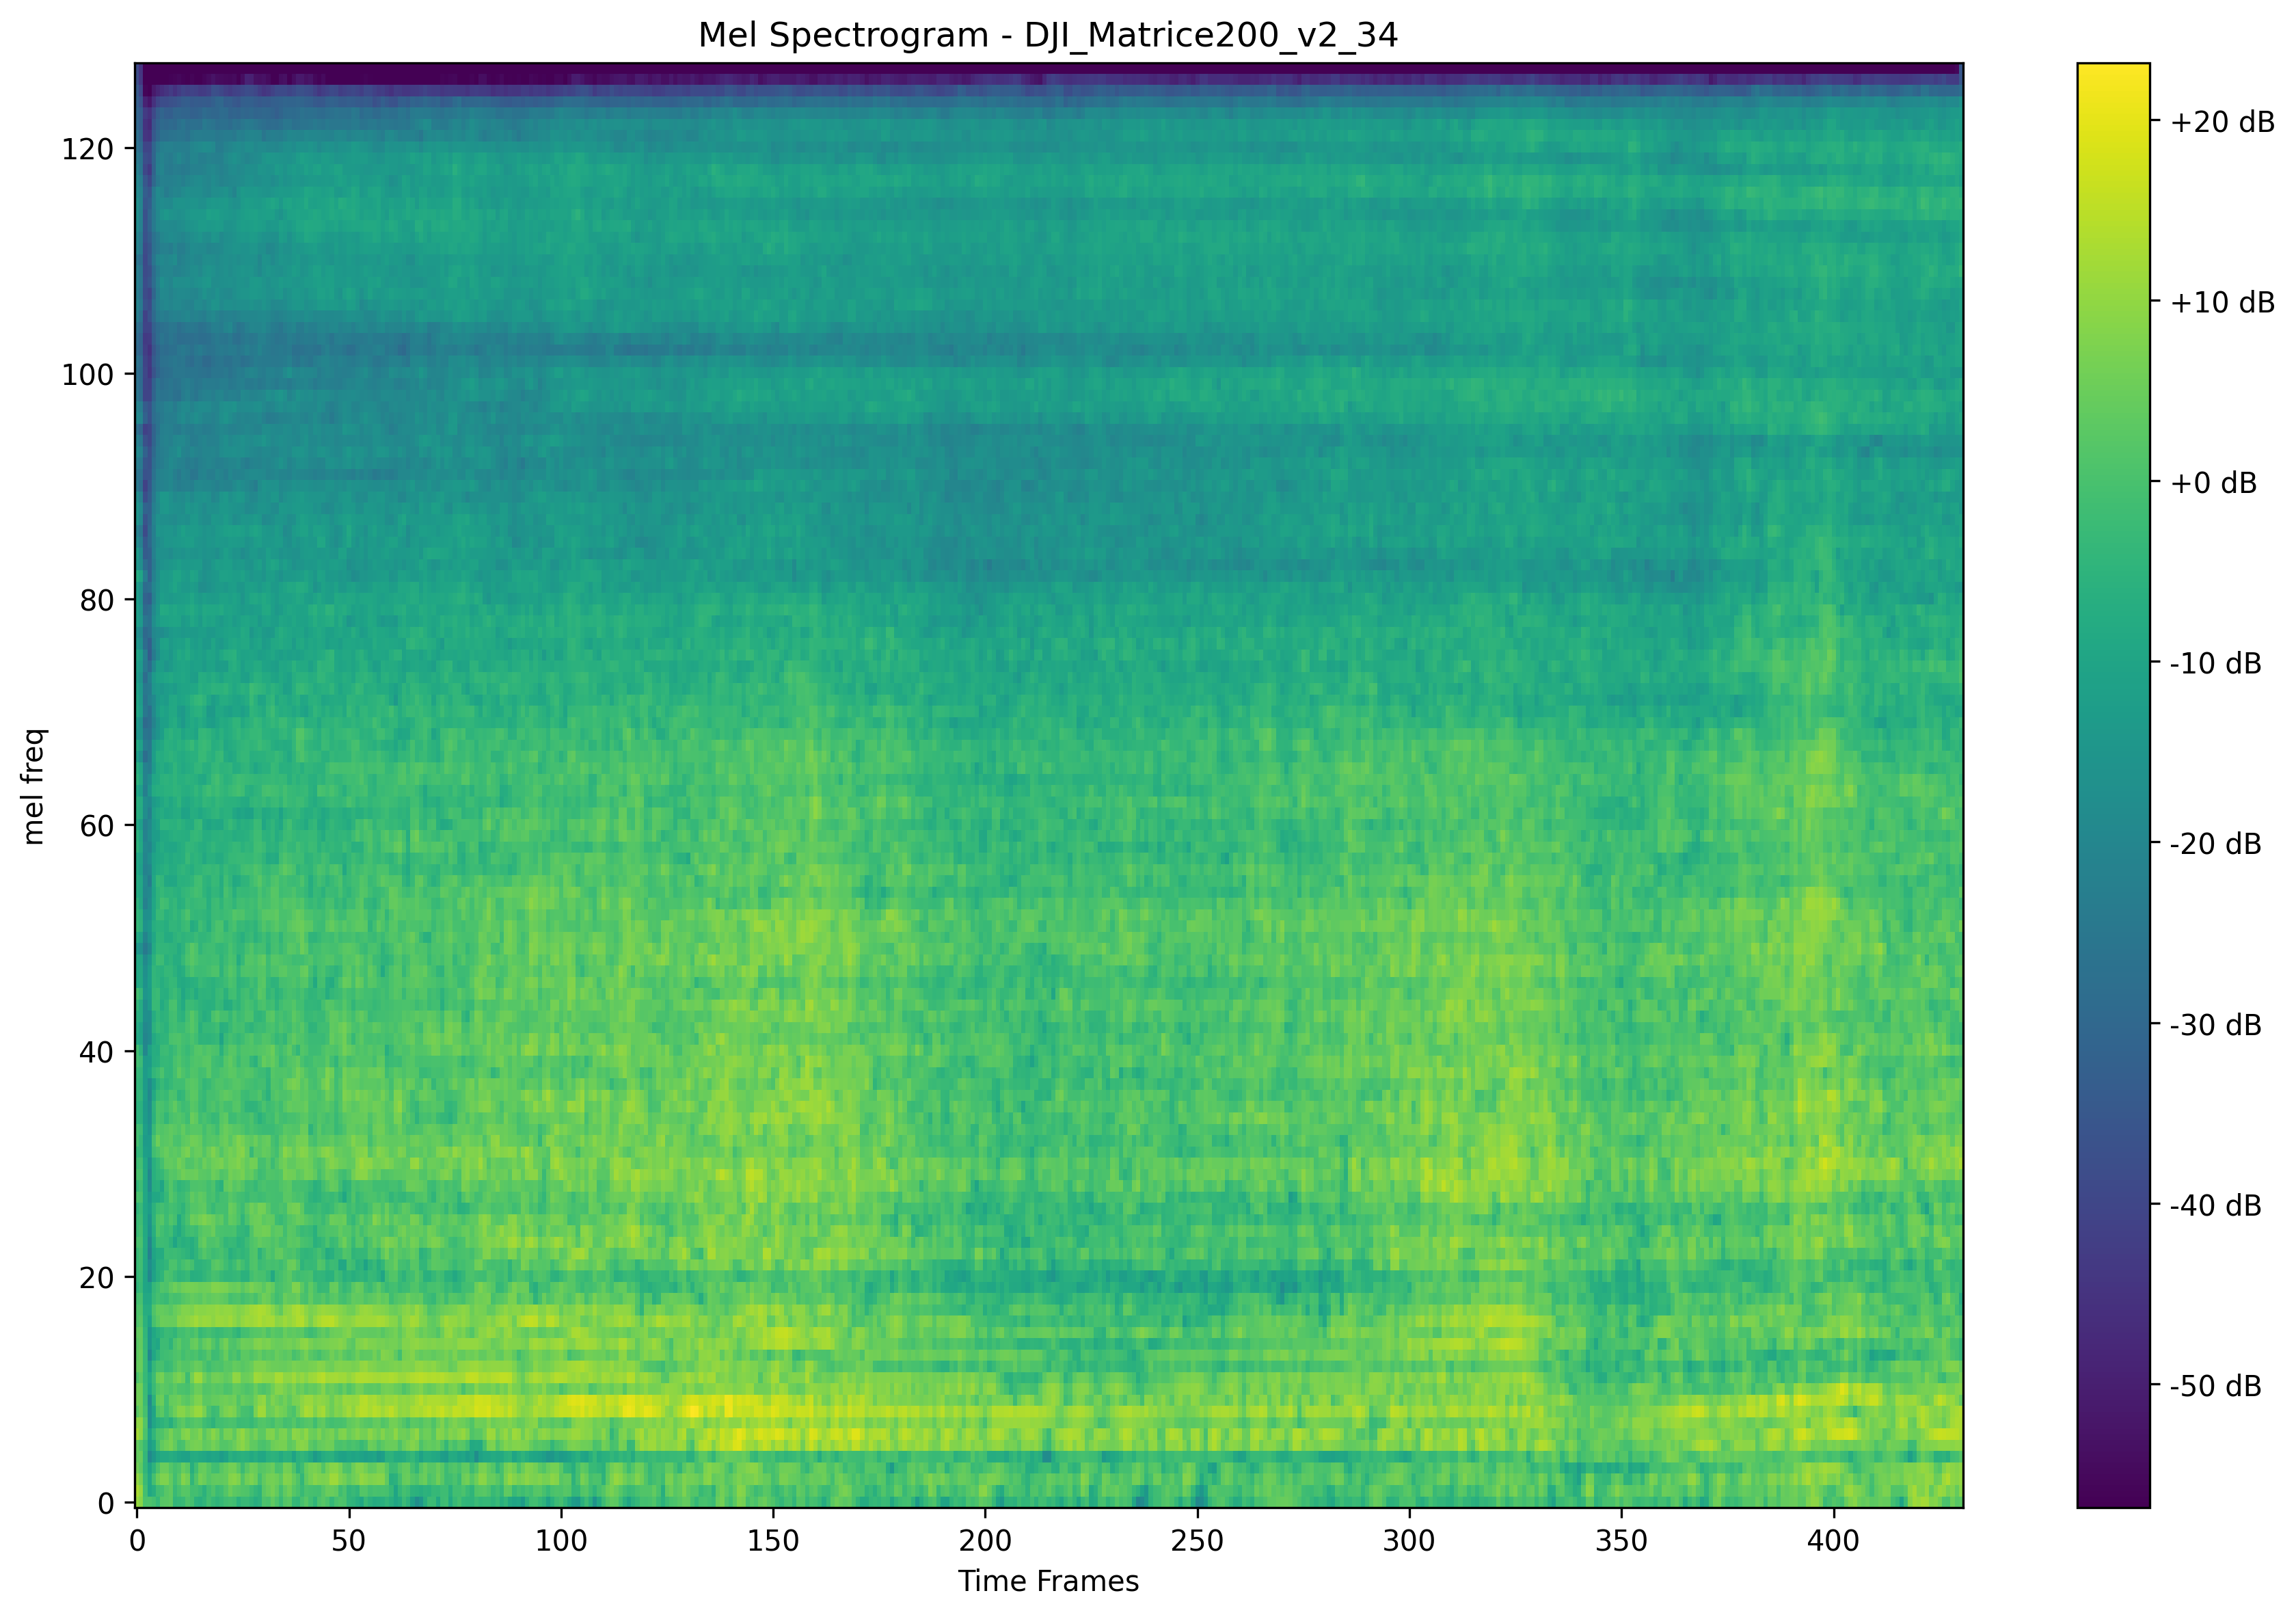 Mel Spectrogram - DJI_Matrice200_v2_34
mel freq
120
100
80
60
40
20
0
0 50 100 150 200 250 300 350 400
Time Frames
+20 dB
+10 dB
+0 dB
-10 dB
-20 dB
-30 dB
-40 dB
-50 dB